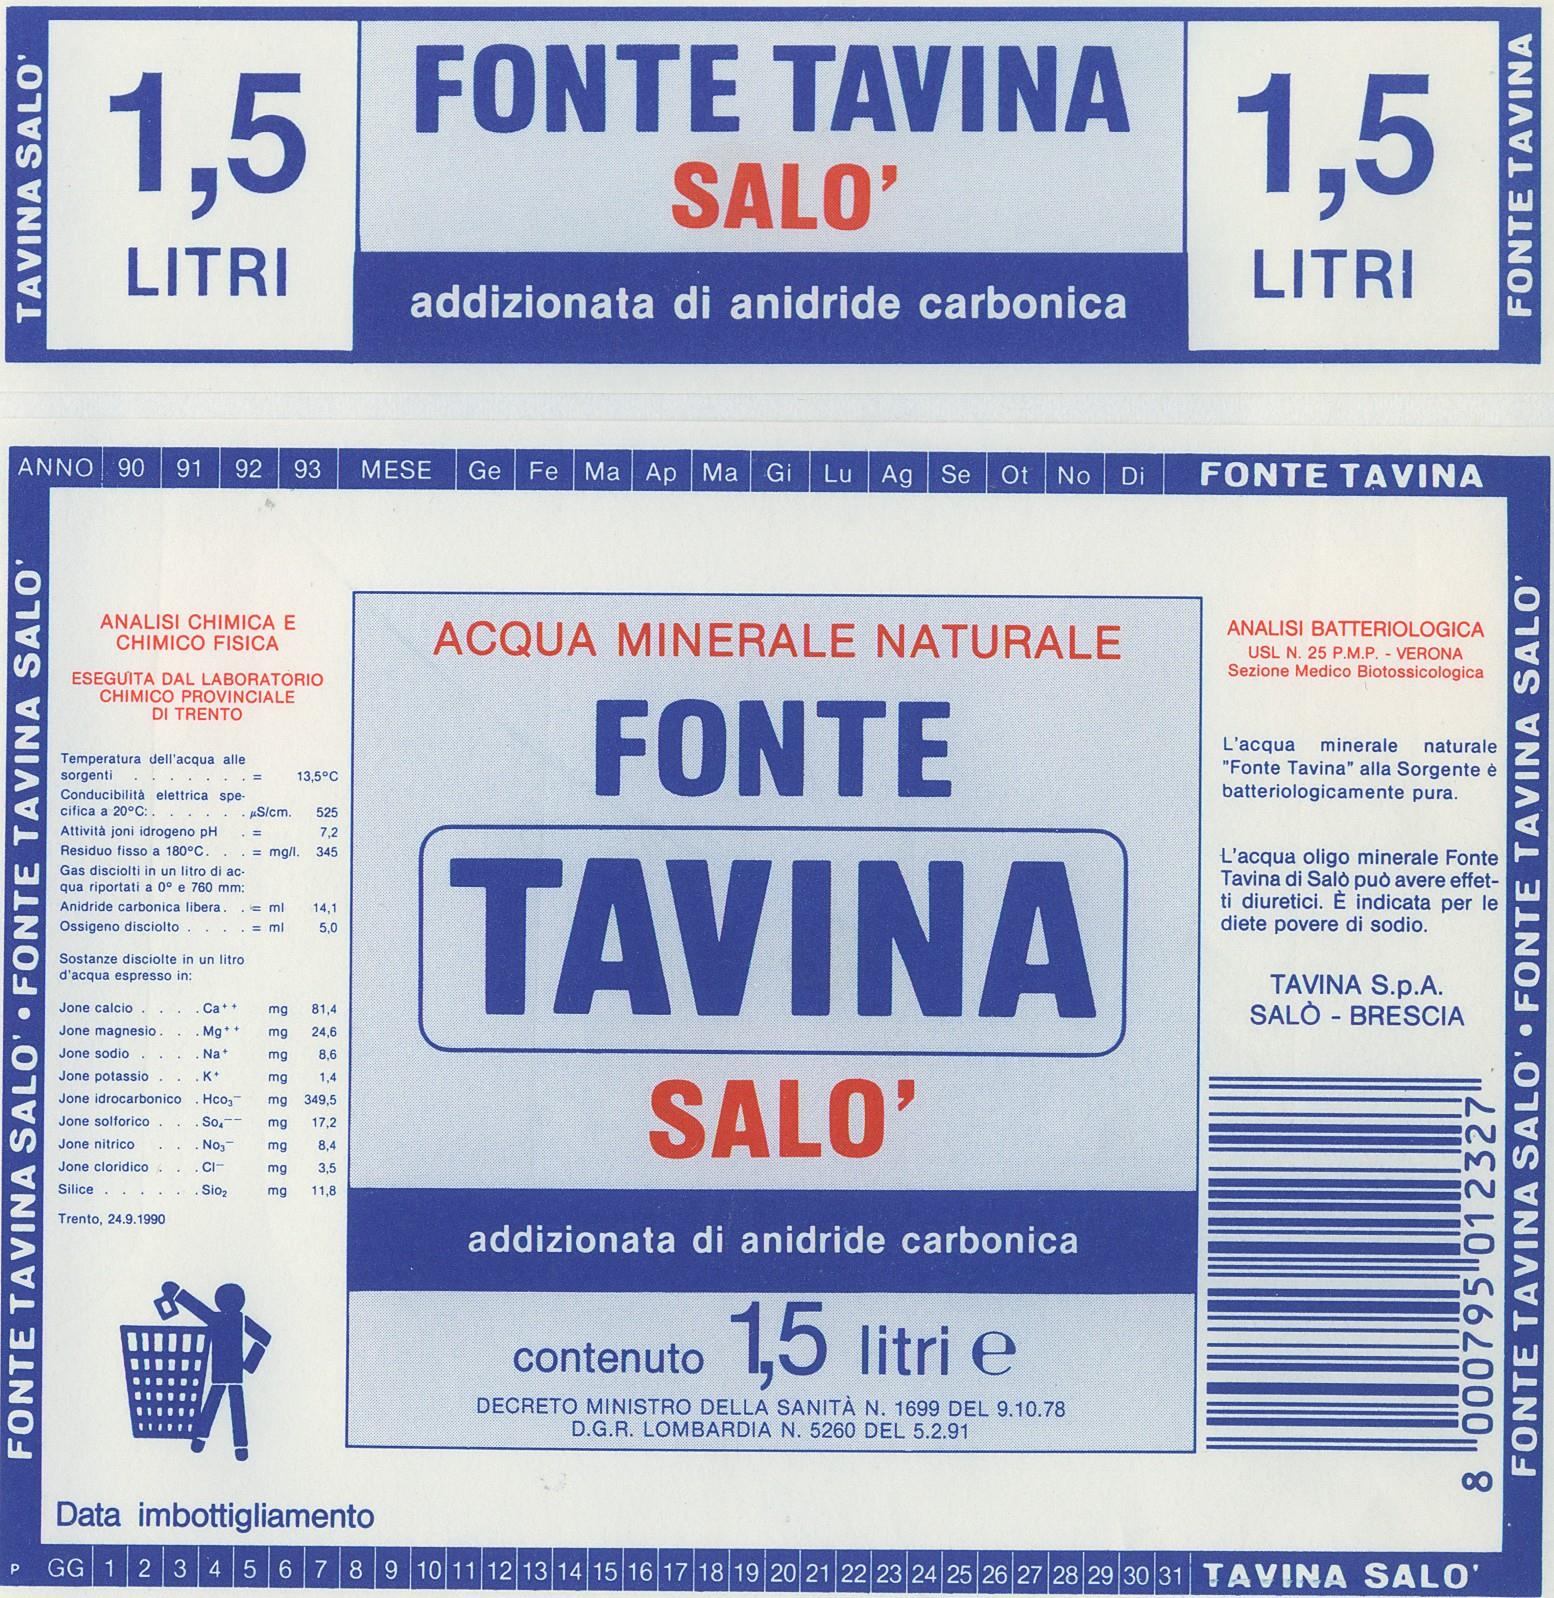 TAVINA SALO'
1,5
LITRI
FONTE TAVINA
SALO'
addizionata di anidride carbonica
1,5
LITRI
FONTE TAVINA
ANNO 90 91 92 93 MESE Ge Fe Ma Ap Ma Gi Lu Ag Se Ot No Di FONTE TAVINA
FONTE TAVINA SALO' • FONTE TAVINA SALO'
ANALISI CHIMICA E
CHIMICO FISICA
ESEGUITA DAL LABORATORIO
CHIMICO PROVINCIALE
DI TRENTO
Temperatura dell'acqua alle
sorgenti . . . . . . . = 13,5°C
Conducibilità elettrica spe-
cifica a 20°C: . . . . . . µS/cm. 525
Attività joni idrogeno pH . = 7,2
Residuo fisso a 180°C. . . = mg/l. 345
Gas disciolti in un litro di ac-
qua riportati a 0° e 760 mm:
Anidride carbonica libera. . = ml 14,1
Ossigeno disciolto . . . . = ml 5,0
Sostanze disciolte in un litro
d'acqua espresso in:
Jone calcio . . . . Ca++ mg 81,4
Jone magnesio. . . Mg++ mg 24,6
Jone sodio . . . . . Na+ mg 8,6
Jone potassio . . . K+ mg 1,4
Jone idrocarbonico . Hco₃⁻ mg 349,5
Jone solforico . . . So₄⁻⁻ mg 17,2
Jone nitrico . . . No₃⁻ mg 8,4
Jone cloridico . . . Cl⁻ mg 3,5
Silice . . . . . . Sio₂ mg 11,8
Trento, 24.9.1990
ACQUA MINERALE NATURALE
FONTE
TAVINA
SALO'
addizionata di anidride carbonica
contenuto 1,5 litri ℮
DECRETO MINISTRO DELLA SANITÀ N. 1699 DEL 9.10.78
D.G.R. LOMBARDIA N. 5260 DEL 5.2.91
ANALISI BATTERIOLOGICA
USL N. 25 P.M.P. - VERONA
Sezione Medico Biotossicologica
L'acqua minerale naturale
"Fonte Tavina" alla Sorgente è
batteriologicamente pura.
L'acqua oligo minerale Fonte
Tavina di Salò può avere effet-
ti diuretici. È indicata per le
diete povere di sodio.
TAVINA S.p.A.
SALÒ - BRESCIA
8 000795 012327
FONTE TAVINA SALO' • FONTE TAVINA SALO'
Data imbottigliamento
P GG 1 2 3 4 5 6 7 8 9 10 11 12 13 14 15 16 17 18 19 20 21 22 23 24 25 26 27 28 29 30 31 TAVINA SALO'